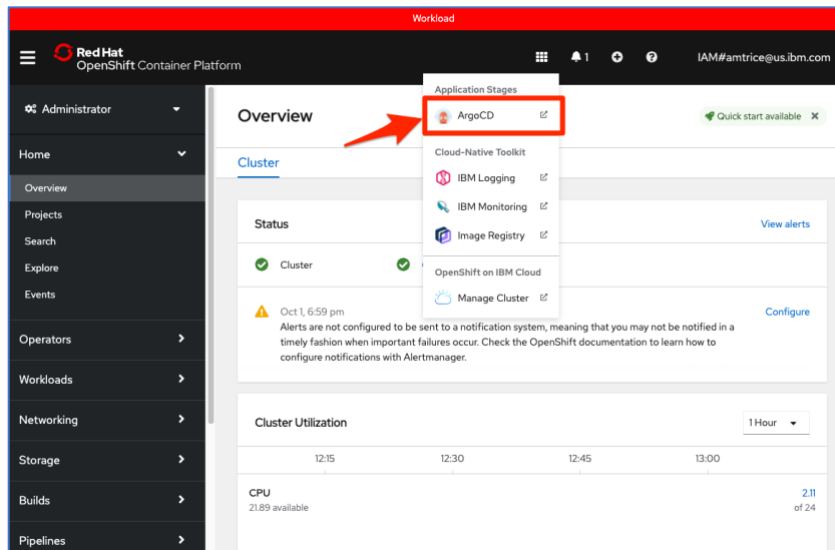 Workload
Red Hat
OpenShift Container Platform
1
IAM#amtrice@us.ibm.com
Administrator
Home
Overview
Projects
Search
Explore
Events
Operators
Workloads
Networking
Storage
Builds
Pipelines
Application Stages
ArgoCD
Cloud-Native Toolkit
IBM Logging
IBM Monitoring
Image Registry
OpenShift on IBM Cloud
Manage Cluster
Overview
Quick start available
Cluster
Status
View alerts
Cluster
Oct 1, 6:59 pm
Configure
Alerts are not configured to be sent to a notification system, meaning that you may not be notified in a
timely fashion when important failures occur. Check the OpenShift documentation to learn how to
configure notifications with Alertmanager.
Cluster Utilization
1 Hour
12:15 12:30 12:45 13:00
CPU
2.11
21.89 available
of 24